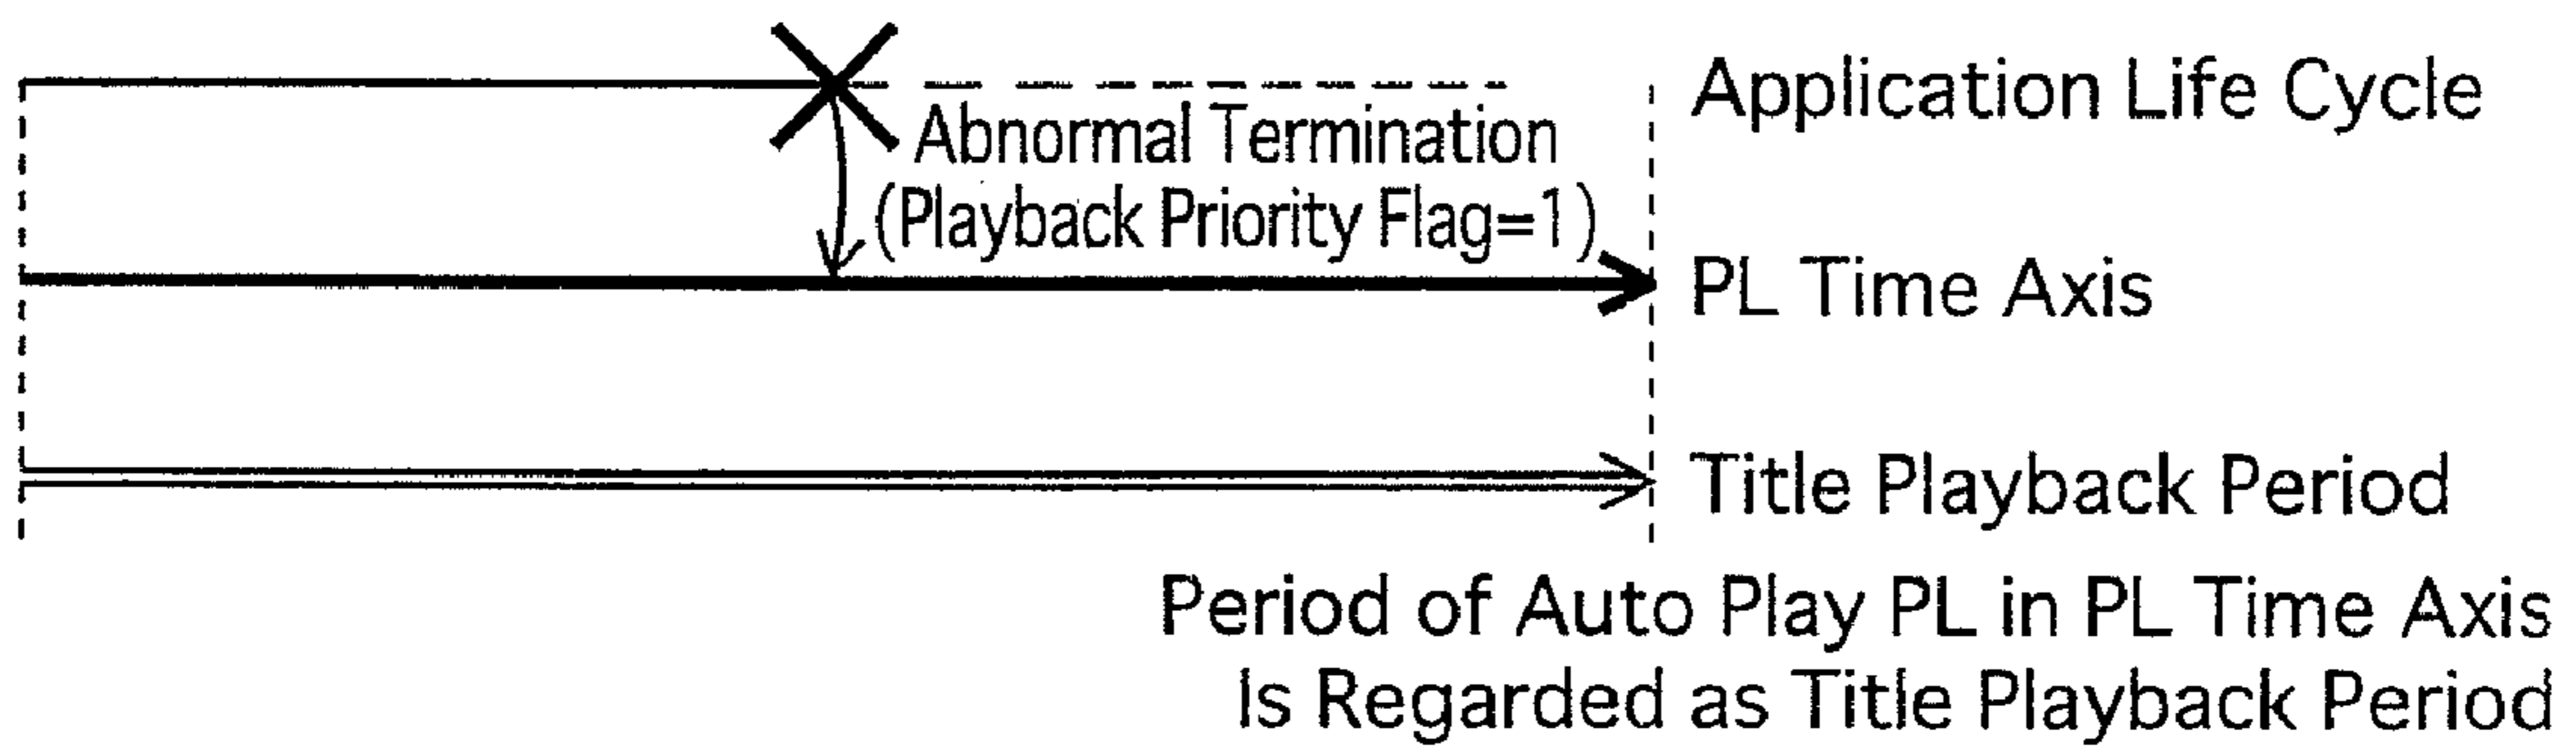 Application Life Cycle
Abnormal Termination
(Playback Priority Flag=1)
PL Time Axis
Title Playback Period
Period of Auto Play PL in PL Time Axis
Is Regarded as Title Playback Period